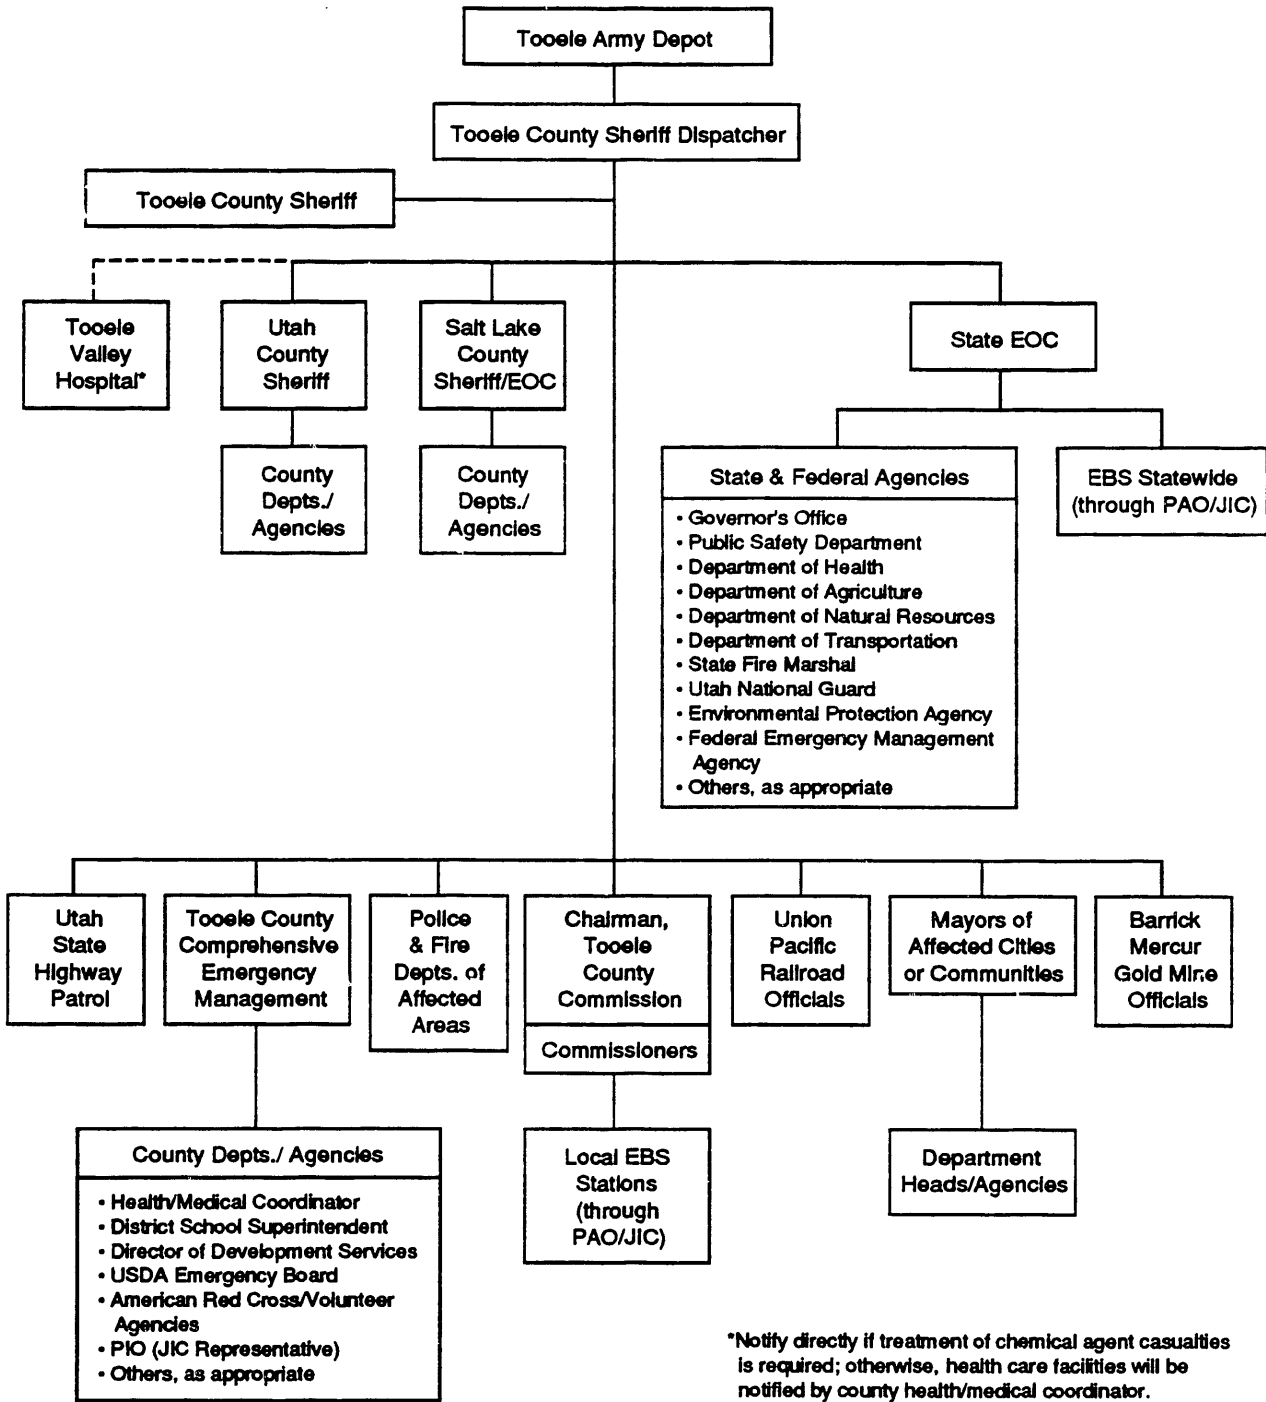 Tooele Army Depot
Tooele County Sheriff Dispatcher
Tooele County Sheriff
Tooele
Valley
Hospital*
Utah
County
Sheriff
Salt Lake
County
Sheriff/EOC
State EOC
County
Depts./
Agencies
County
Depts./
Agencies
State & Federal Agencies
• Governor's Office
• Public Safety Department
• Department of Health
• Department of Agriculture
• Department of Natural Resources
• Department of Transportation
• State Fire Marshal
• Utah National Guard
• Environmental Protection Agency
• Federal Emergency Management
Agency
• Others, as appropriate
EBS Statewide
(through PAO/JIC)
Utah
State
Highway
Patrol
Tooele County
Comprehensive
Emergency
Management
Police
& Fire
Depts. of
Affected
Areas
Chairman,
Tooele
County
Commission
Commissioners
Union
Pacific
Railroad
Officials
Mayors of
Affected Cities
or Communities
Barrick
Mercur
Gold Mine
Officials
County Depts./ Agencies
• Health/Medical Coordinator
• District School Superintendent
• Director of Development Services
• USDA Emergency Board
• American Red Cross/Volunteer
Agencies
• PIO (JIC Representative)
• Others, as appropriate
Local EBS
Stations
(through
PAO/JIC)
Department
Heads/Agencies
*Notify directly if treatment of chemical agent casualties
is required; otherwise, health care facilities will be
notified by county health/medical coordinator.